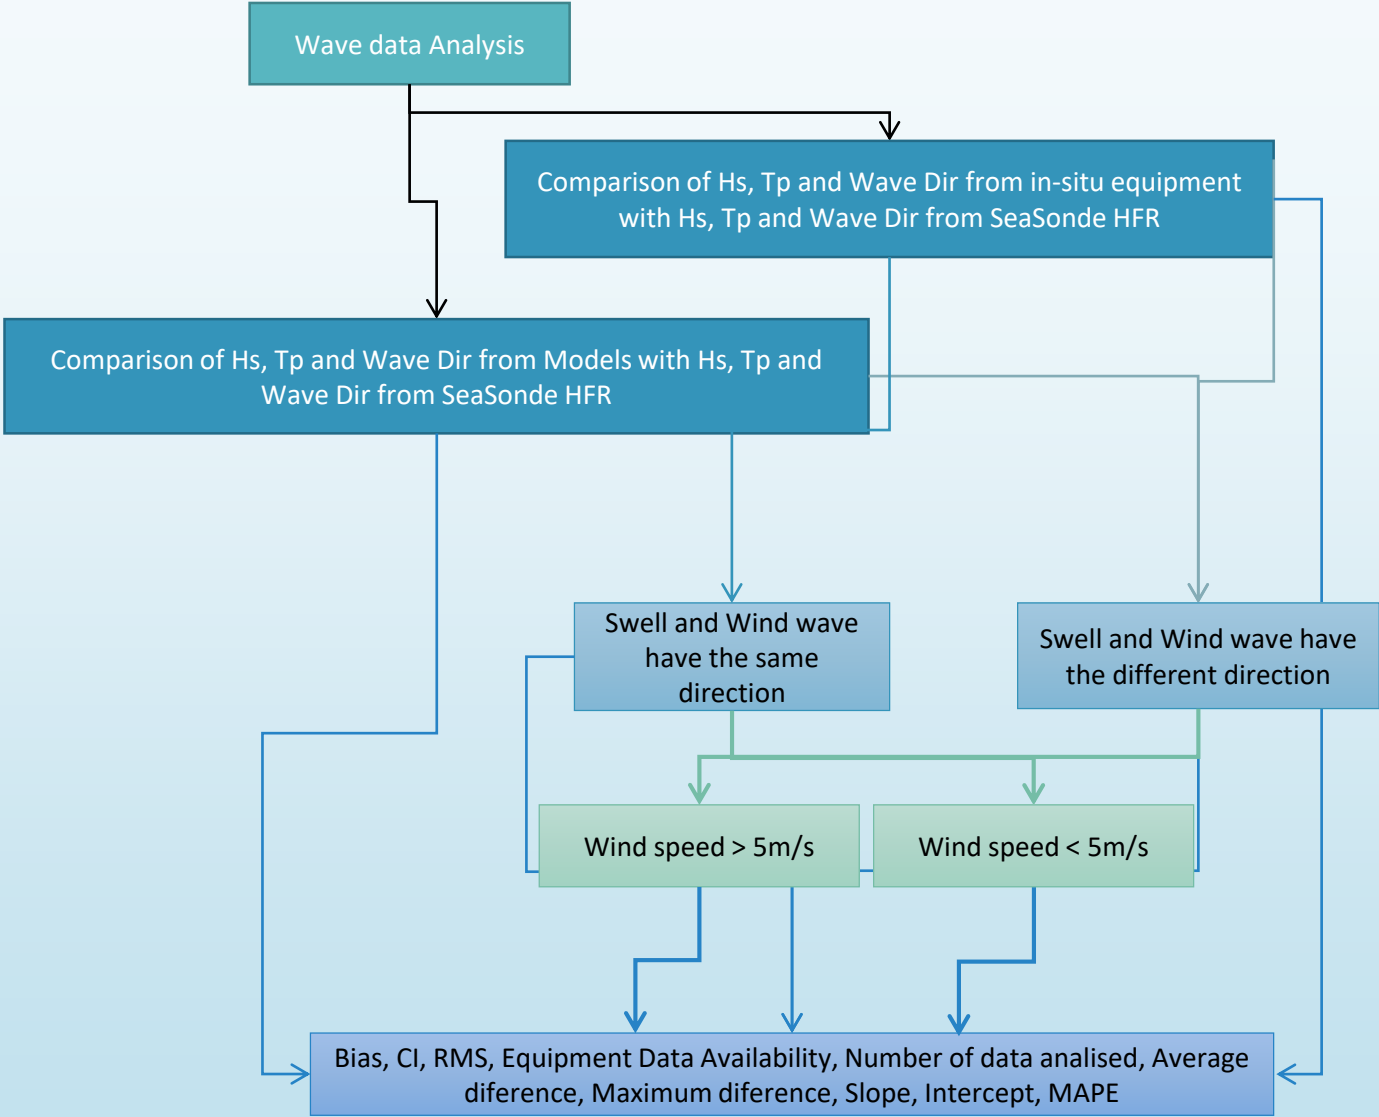 Wave data Analysis
Comparison of Hs, Tp and Wave Dir from in-situ equipment
with Hs, Tp and Wave Dir from SeaSonde HFR
Comparison of Hs, Tp and Wave Dir from Models with Hs, Tp and
Wave Dir from SeaSonde HFR
Swell and Wind wave
have the same
direction
Swell and Wind wave have
the different direction
Wind speed > 5m/s
Wind speed < 5m/s
Bias, CI, RMS, Equipment Data Availability, Number of data analised, Average
diference, Maximum diference, Slope, Intercept, MAPE